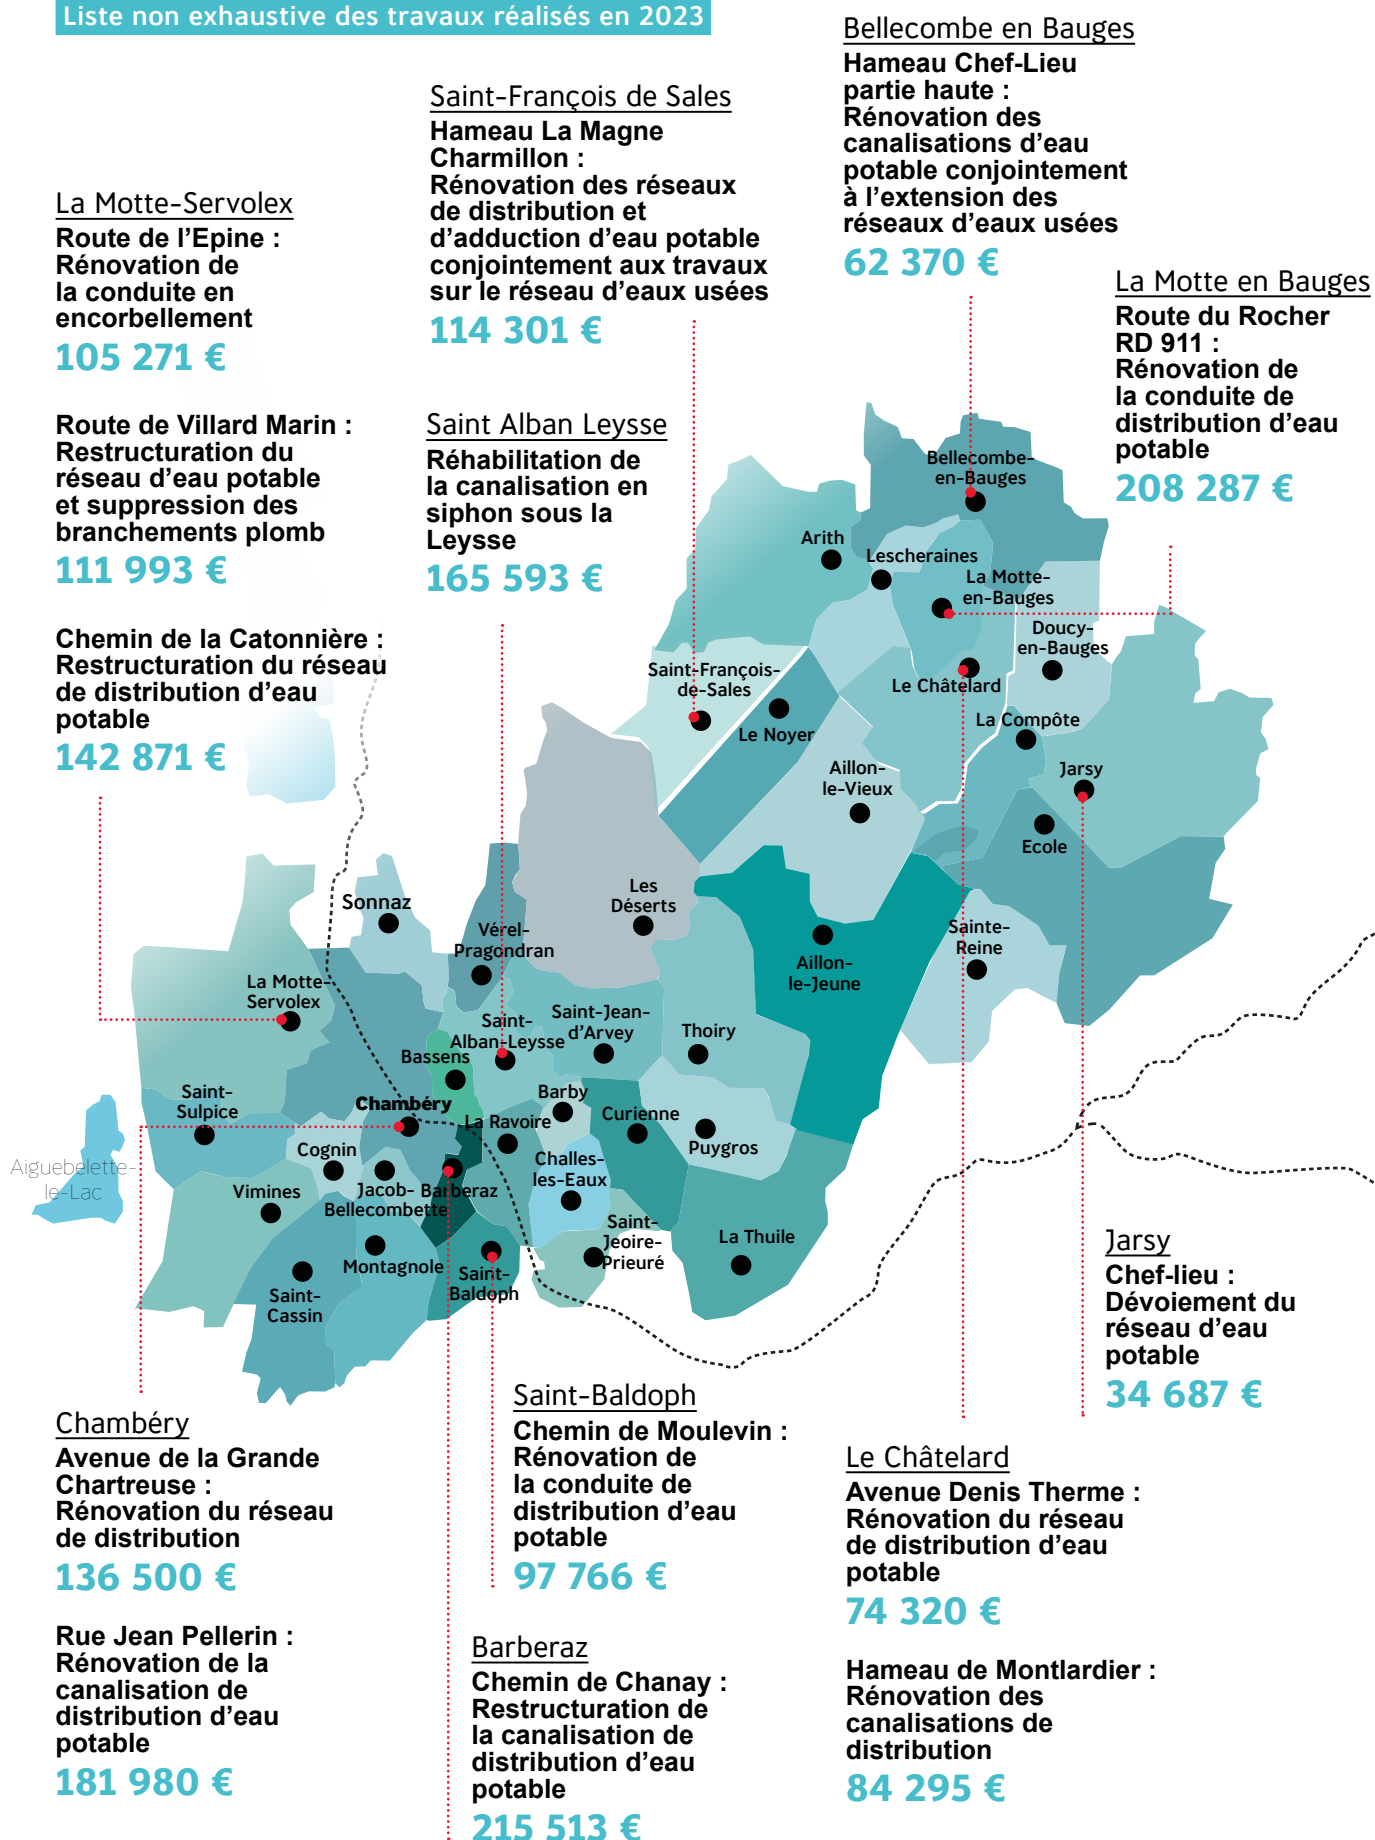 Liste non exhaustive des travaux réalisés en 2023
La Motte-Servolex
Route de l’Epine :
Rénovation de
la conduite en
encorbellement
105 271 €
Route de Villard Marin :
Restructuration du
réseau d’eau potable
et suppression des
branchements plomb
111 993 €
Chemin de la Catonnière :
Restructuration du réseau
de distribution d’eau
potable
142 871 €
Saint-François de Sales
Hameau La Magne
Charmillon :
Rénovation des réseaux
de distribution et
d’adduction d’eau potable
conjointement aux travaux
sur le réseau d’eaux usées
114 301 €
Saint Alban Leysse
Réhabilitation de
la canalisation en
siphon sous la
Leysse
165 593 €
Bellecombe en Bauges
Hameau Chef-Lieu
partie haute :
Rénovation des
canalisations d’eau
potable conjointement
à l’extension des
réseaux d’eaux usées
62 370 €
La Motte en Bauges
Route du Rocher
RD 911 :
Rénovation de
la conduite de
distribution d’eau
potable
208 287 €
Bellecombe-
en-Bauges
Arith
Lescheraines
La Motte-
en-Bauges
Doucy-
en-Bauges
Saint-François-
de-Sales
Le Châtelard
Le Noyer
La Compôte
Aillon-
le-Vieux
Jarsy
Ecole
Les
Déserts
Sonnaz
Vérel-
Pragondran
Sainte-
Reine
Aillon-
le-Jeune
La Motte-
Servolex
Saint-
Alban-Leysse
Saint-Jean-
d’Arvey
Thoiry
Bassens
Saint-
Sulpice
Chambéry
Barby
Curienne
La Ravoire
Puygros
Cognin
Challes-
les-Eaux
Aiguebelette-
le-Lac
Vimines
Jacob-
Bellecombette
Barberaz
Saint-
Jeoire-
Prieuré
La Thuile
Montagnole
Saint-
Baldoph
Saint-
Cassin
Jarsy
Chef-lieu :
Dévoiement du
réseau d’eau
potable
34 687 €
Chambéry
Avenue de la Grande
Chartreuse :
Rénovation du réseau
de distribution
136 500 €
Rue Jean Pellerin :
Rénovation de la
canalisation de
distribution d’eau
potable
181 980 €
Saint-Baldoph
Chemin de Moulevin :
Rénovation de
la conduite de
distribution d’eau
potable
97 766 €
Barberaz
Chemin de Chanay :
Restructuration de
la canalisation de
distribution d’eau
potable
215 513 €
Le Châtelard
Avenue Denis Therme :
Rénovation du réseau
de distribution d’eau
potable
74 320 €
Hameau de Montlardier :
Rénovation des
canalisations de
distribution
84 295 €